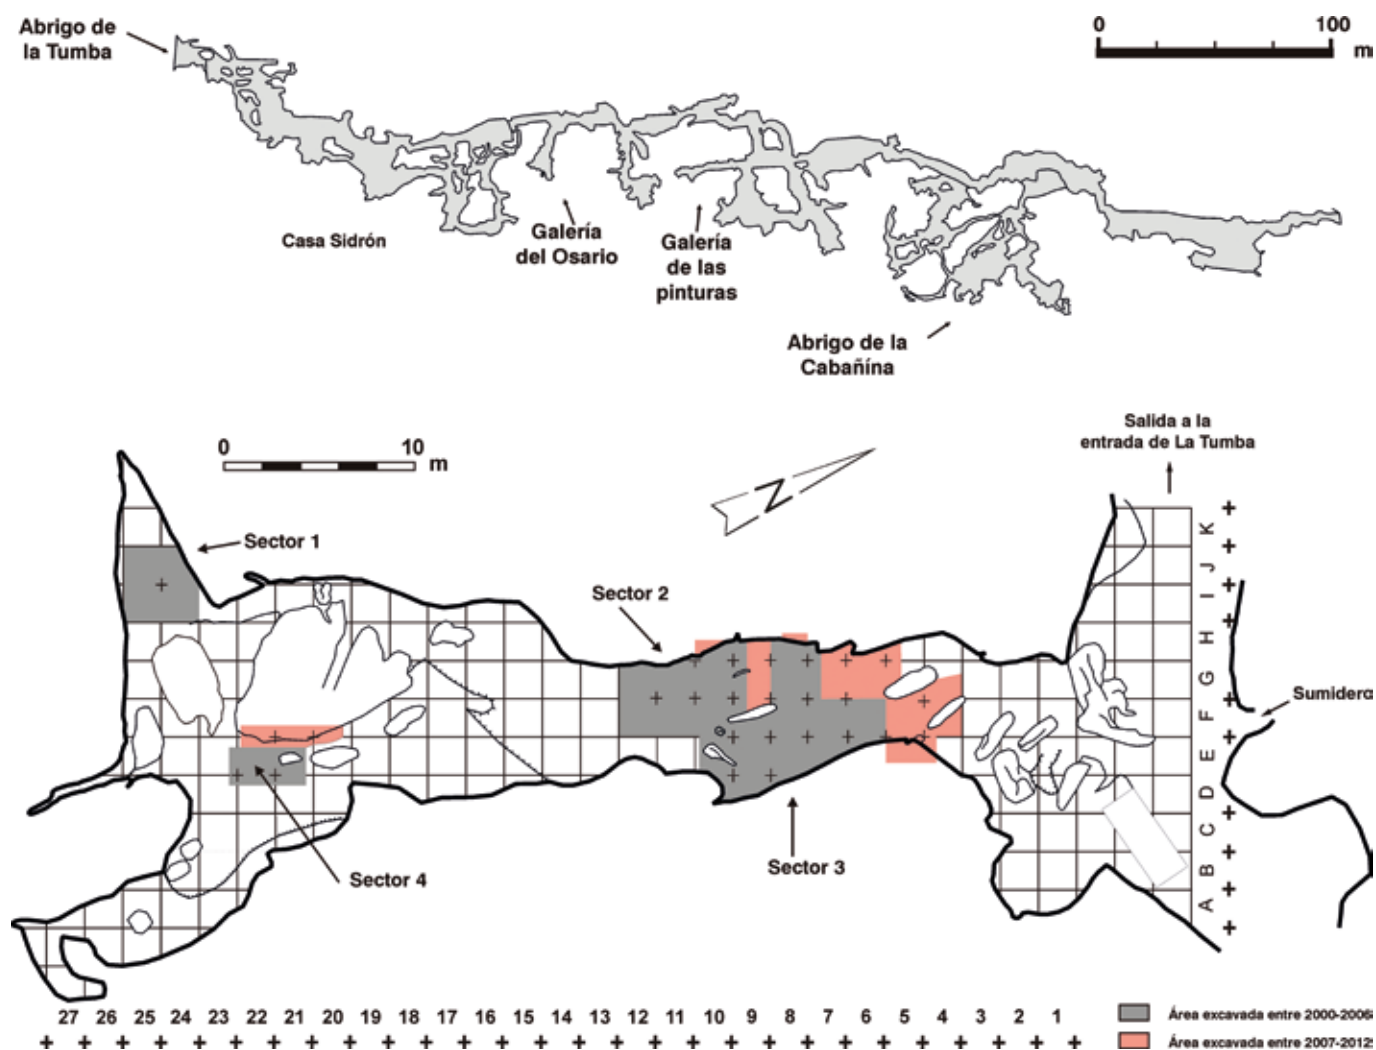 Abrigo de
la Tumba
0 100
m
Casa Sidrón
Galería
del Osario
Galería
de las
pinturas
Abrigo de la
Cabañína
Salida a la
entrada de La Tumba
0 10
m
N
Sector 1
Sector 2
Sector 3
Sector 4
Sumidero
K
J
I
H
G
F
E
D
C
B
A
27 26 25 24 23 22 21 20 19 18 17 16 15 14 13 12 11 10 9 8 7 6 5 4 3 2 1
Área excavada entre 2000-2006
Área excavada entre 2007-2012